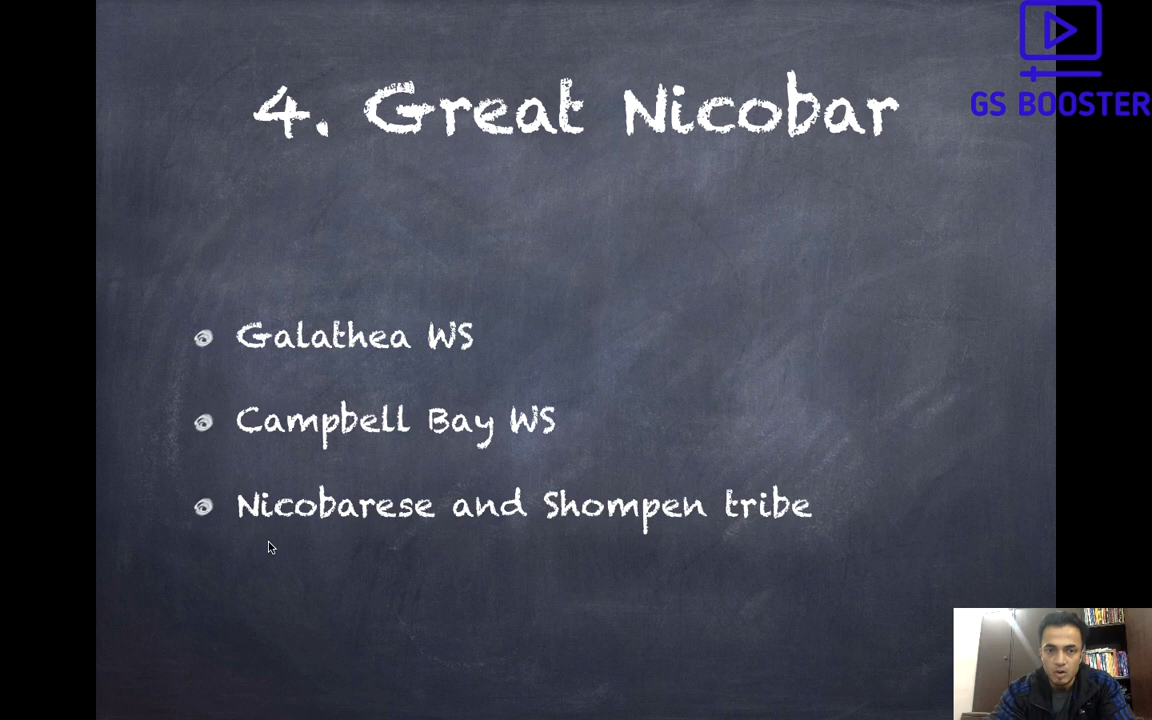 GS BOOSTER
4. Great Nicobar
Galathea WS
Campbell Bay WS
Nicobarese and Shompen tribe